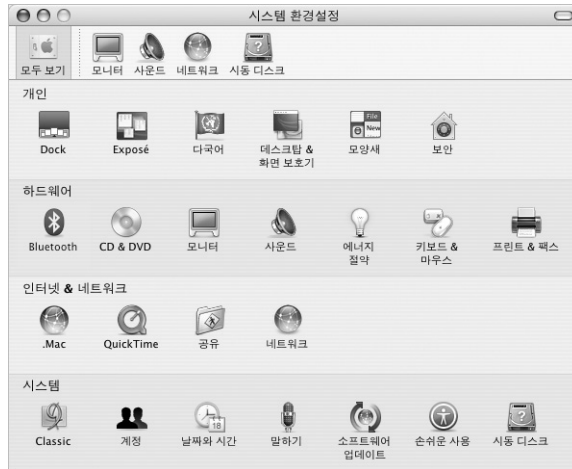 시스템 환경설정
모두 보기 모니터 사운드 네트워크 시동 디스크
개인
Dock Exposé 다국어 데스크탑 & 모양새 보안
화면 보호기
File
New
하드웨어
Bluetooth CD & DVD 모니터 사운드 에너지 키보드 & 프린트 & 팩스
절약 마우스
인터넷 & 네트워크
.Mac QuickTime 공유 네트워크
시스템
18
Classic 계정 날짜와 시간 말하기 소프트웨어 손쉬운 사용 시동 디스크
업데이트